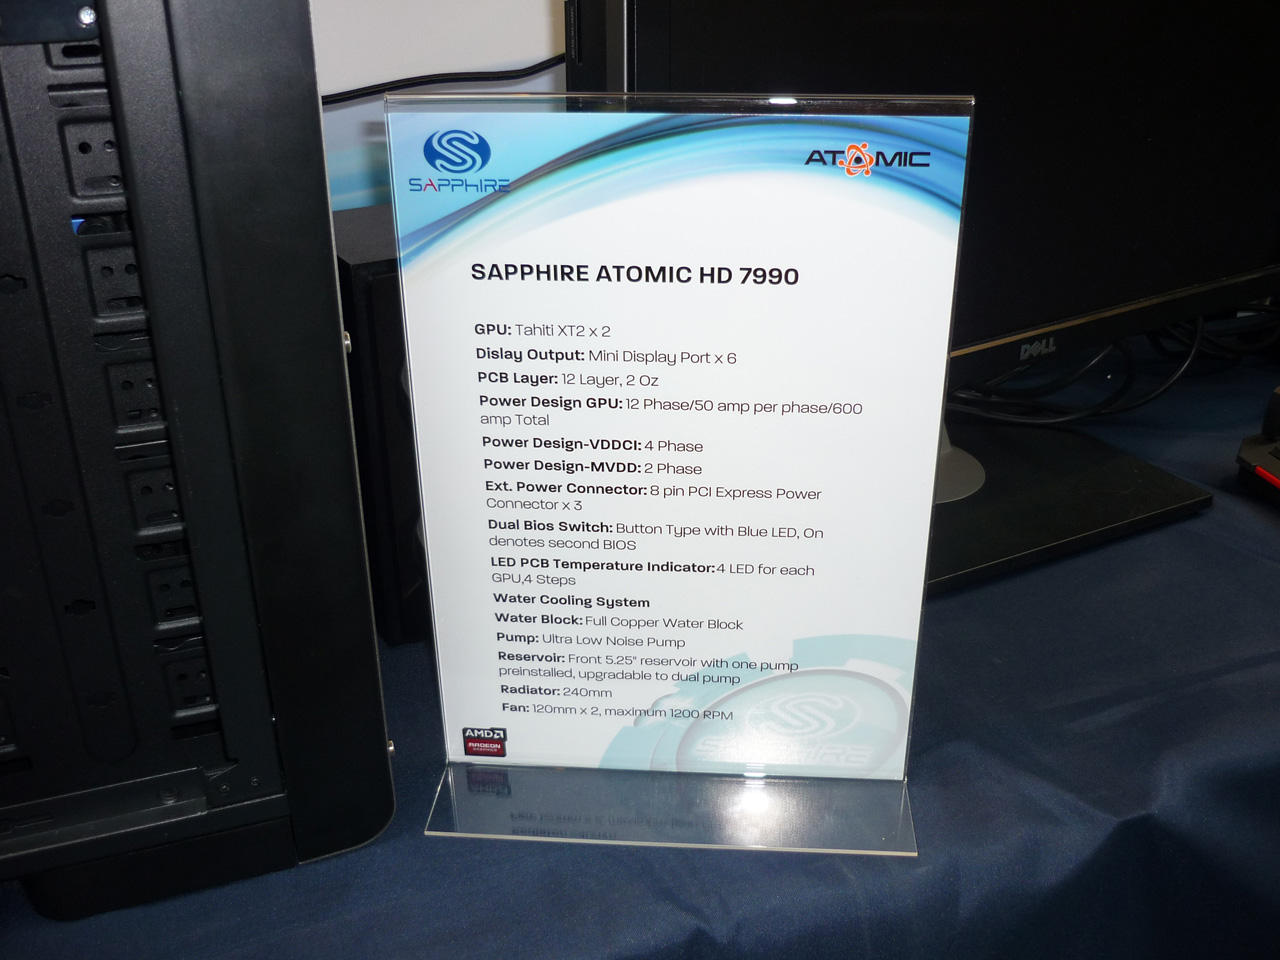 SAPPHIRE
ATOMIC
SAPPHIRE ATOMIC HD 7990
GPU: Tahiti XT2 x 2
Dislay Output: Mini Display Port x 6
PCB Layer: 12 Layer, 2 Oz
Power Design GPU: 12 Phase/50 amp per phase/600
amp Total
Power Design-VDDCI: 4 Phase
Power Design-MVDD: 2 Phase
Ext. Power Connector: 8 pin PCI Express Power
Connector x 3
Dual Bios Switch: Button Type with Blue LED, On
denotes second BIOS
LED PCB Temperature Indicator: 4 LED for each
GPU,4 Steps
Water Cooling System
Water Block: Full Copper Water Block
Pump: Ultra Low Noise Pump
Reservoir: Front 5.25" reservoir with one pump
preinstalled, upgradable to dual pump
Radiator: 240mm
Fan: 120mm x 2, maximum 1200 RPM
AMD
RADEON
GRAPHICS
SAPPHIRE
DELL